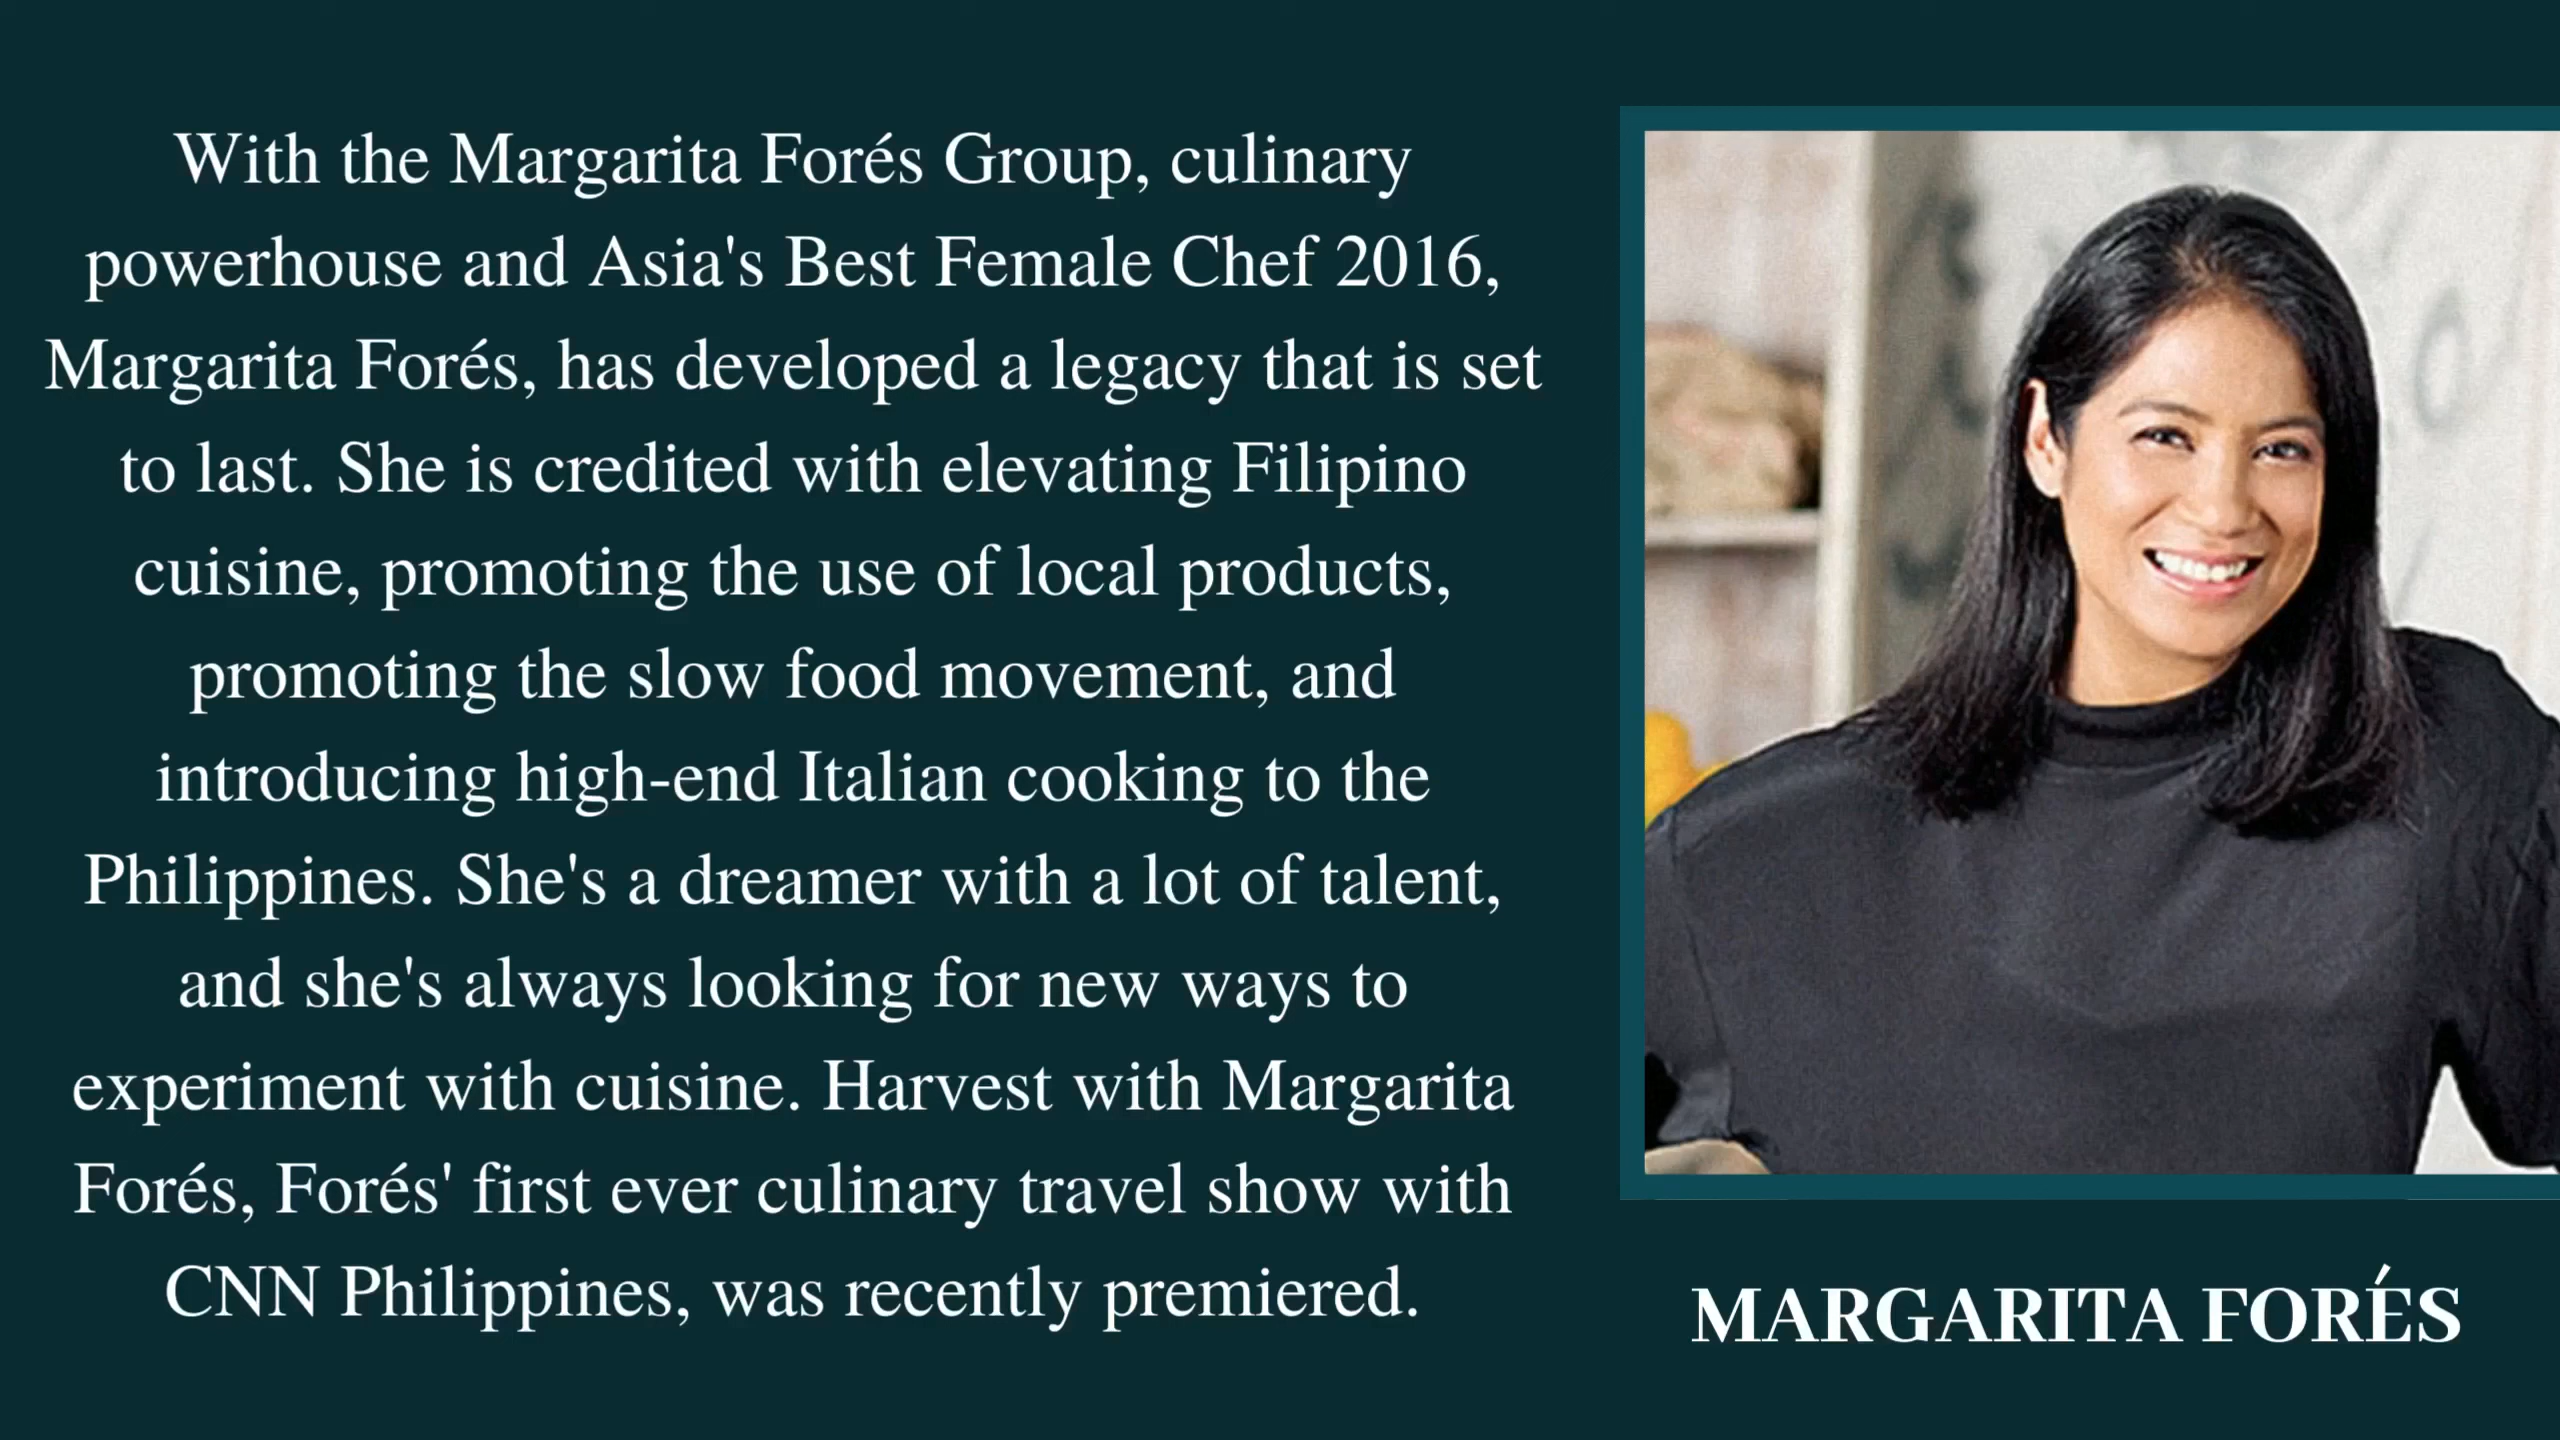 With the Margarita Forés Group, culinary
powerhouse and Asia's Best Female Chef 2016,
Margarita Forés, has developed a legacy that is set
to last. She is credited with elevating Filipino
cuisine, promoting the use of local products,
promoting the slow food movement, and
introducing high-end Italian cooking to the
Philippines. She's a dreamer with a lot of talent,
and she's always looking for new ways to
experiment with cuisine. Harvest with Margarita
Forés, Forés' first ever culinary travel show with
CNN Philippines, was recently premiered.
MARGARITA FORÉS